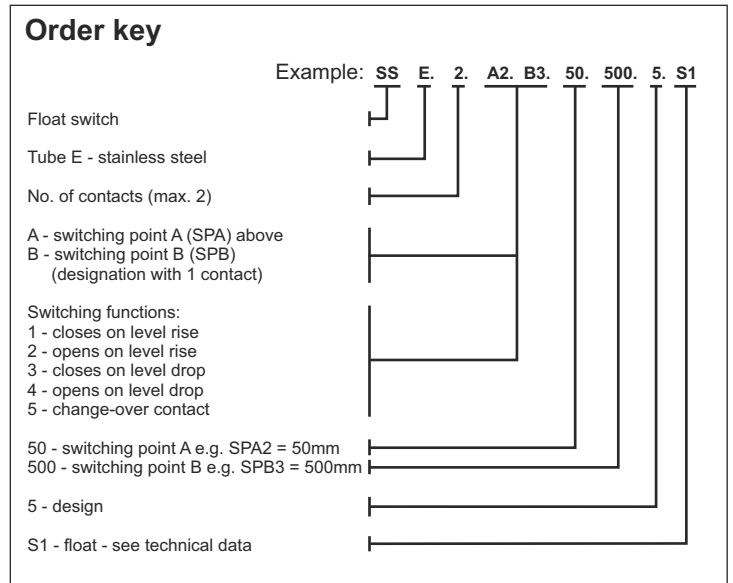 Order key
Example: SS E. 2. A2. B3. 50. 500. 5. S1
Float switch
Tube E - stainless steel
No. of contacts (max. 2)
A - switching point A (SPA) above
B - switching point B (SPB)
(designation with 1 contact)
Switching functions:
1 - closes on level rise
2 - opens on level rise
3 - closes on level drop
4 - opens on level drop
5 - change-over contact
50 - switching point A e.g. SPA2 = 50mm
500 - switching point B e.g. SPB3 = 500mm
5 - design
S1 - float - see technical data